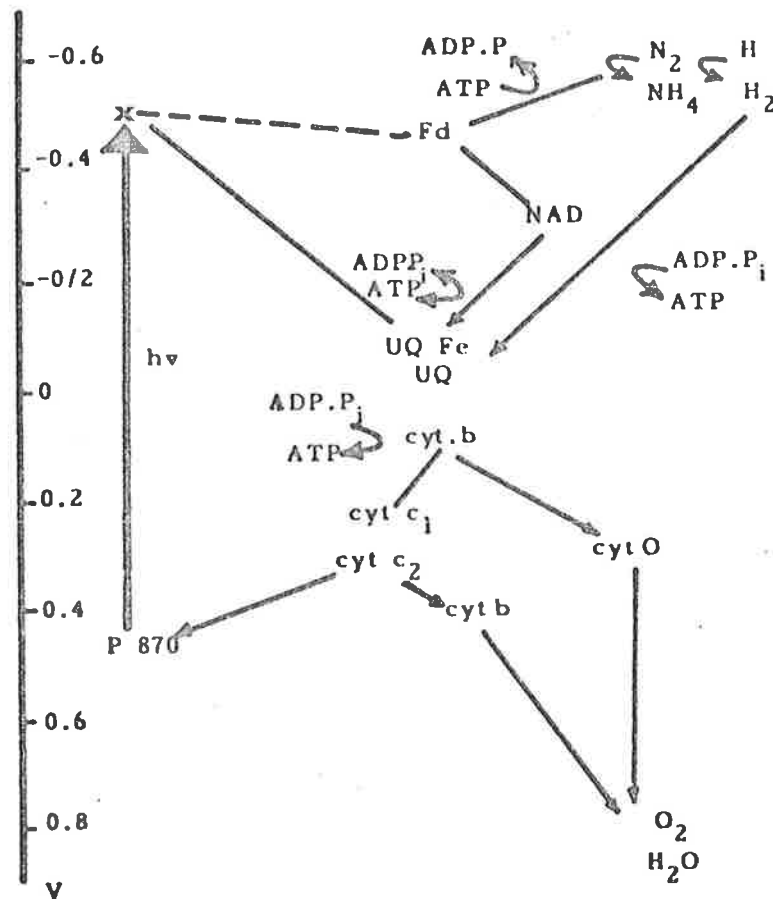 -0.6
ADP.P
N2 H
ATP
NH4 H2
x
Fd
-0.4
NAD
ADPPi
ADP.Pi
-0/2
ATP
ATP
UQ Fe
hv
UQ
0
ADP.Pi
cyt.b
ATP
0.2
cyt c1
cyt O
cyt c2
0.4
cyt b
P 870
0.6
0.8
O2
H2O
V